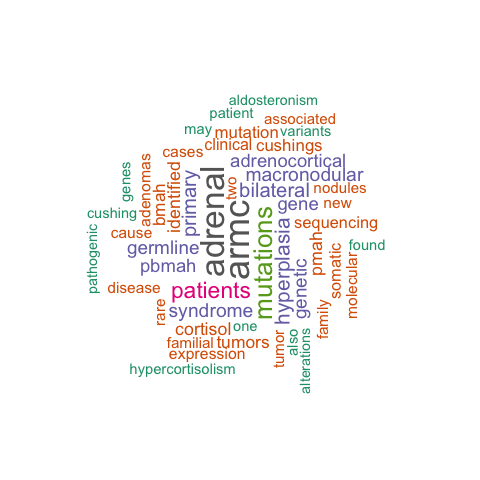 aldosteronism
patient
associated
may
mutation
variants
clinical
cushings
cases
adrenocortical
macronodular
genes
adenomas
bmah
identified
primary
adrenal
two
armc
bilateral
nodules
gene
new
cushing
cause
germline
pbmah
mutations
hyperplasia
sequencing
pmah
somatic
found
molecular
pathogenic
disease
patients
genetic
rare
syndrome
cortisol
one
familial
tumors
expression
tumor
also
family
alterations
hypercortisolism